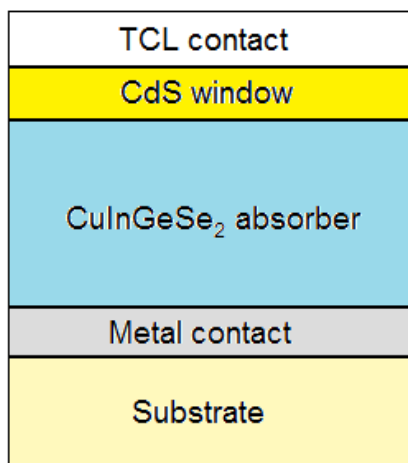 TCL contact
CdS window
CuInGeSe₂ absorber
Metal contact
Substrate